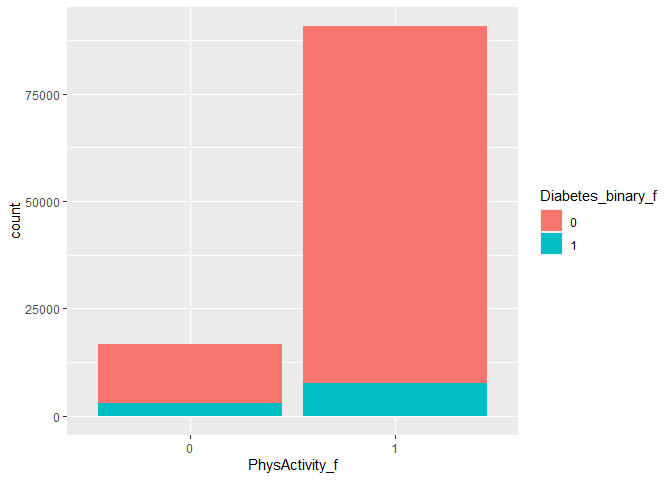 75000
50000
25000
0
count
0
1
PhysActivity_f
Diabetes_binary_f
0
1